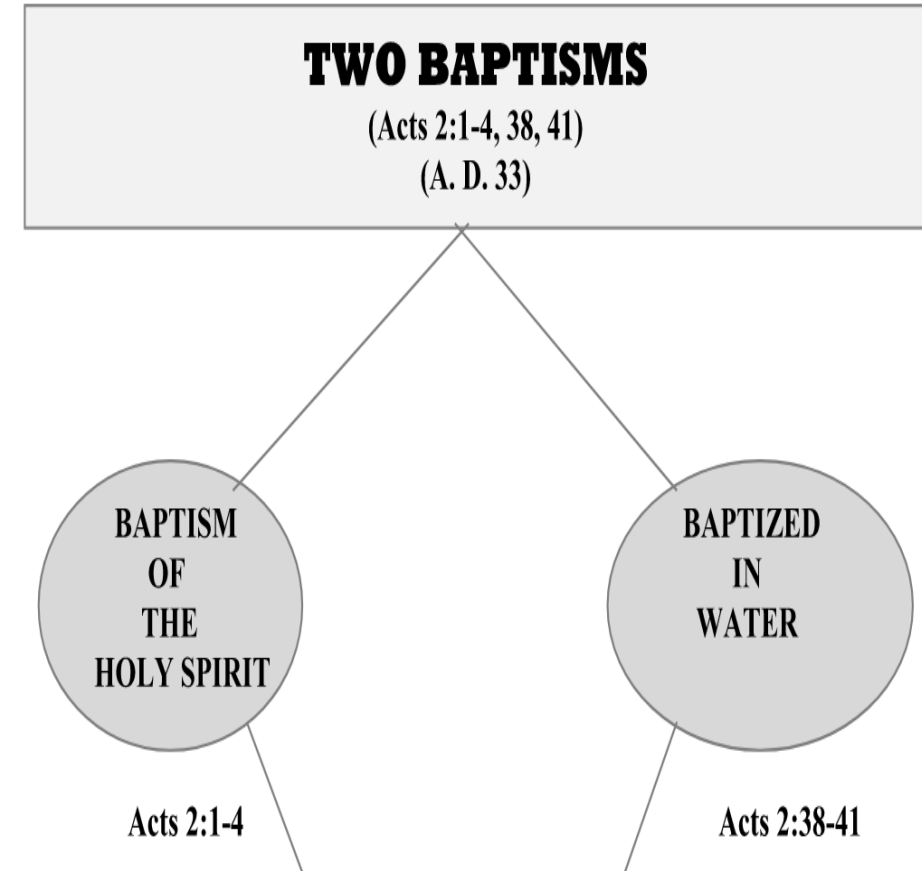 TWO BAPTISMS
(Acts 2:1-4, 38, 41)
(A. D. 33)
BAPTISM
OF
THE
HOLY SPIRIT
BAPTIZED
IN
WATER
Acts 2:1-4
Acts 2:38-41